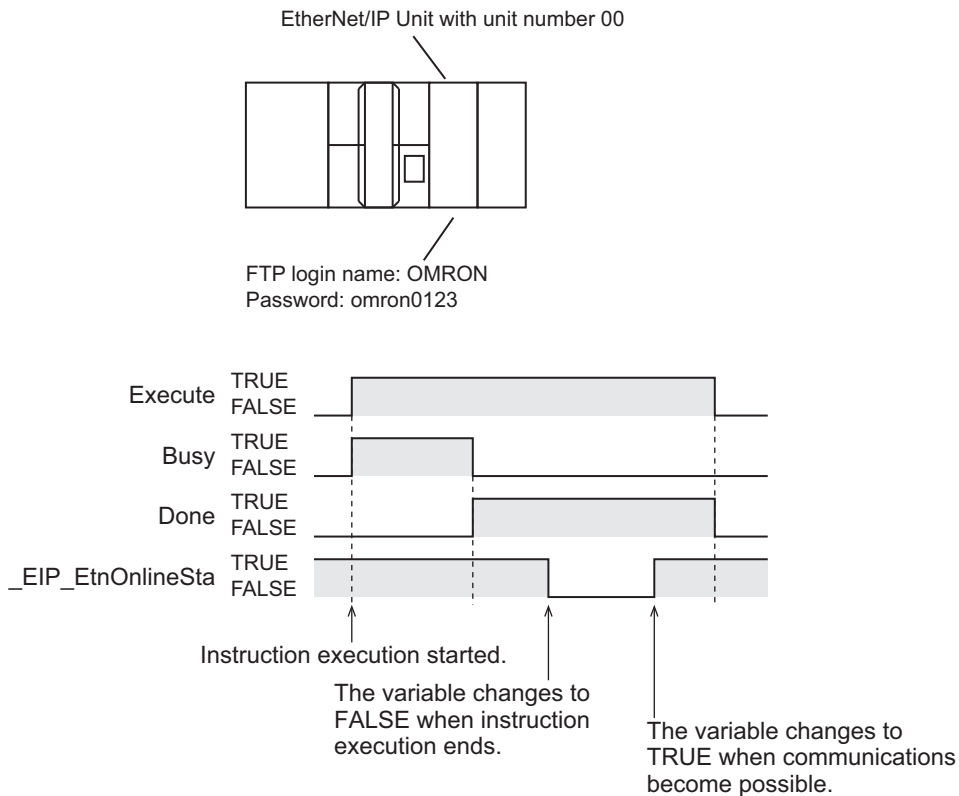 EtherNet/IP Unit with unit number 00
FTP login name: OMRON
Password: omron0123
Execute TRUE
FALSE
Busy TRUE
FALSE
Done TRUE
FALSE
_EIP_EtnOnlineSta TRUE
FALSE
Instruction execution started.
The variable changes to
FALSE when instruction
execution ends.
The variable changes to
TRUE when communications
become possible.